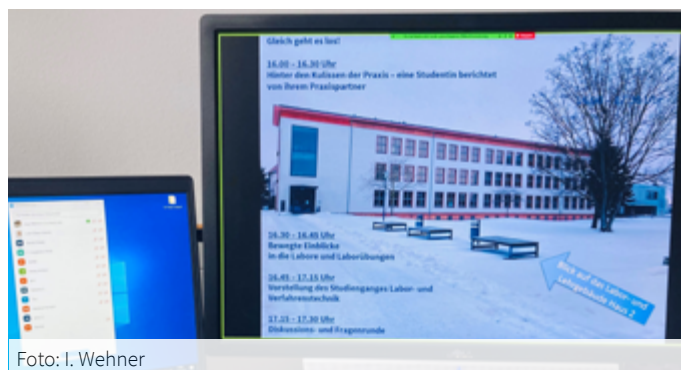 Gleich geht es los!
16.00 - 16.30 Uhr
Hinter den Kulissen der Praxis – eine Studentin berichtet
von ihrem Praxispartner
16.30 - 16.45 Uhr
Bewegte Einblicke
in die Labore und Laborübungen
16.45 - 17.15 Uhr
Vorstellung des Studienganges Labor- und
Verfahrenstechnik
17.15 - 17.30 Uhr
Diskussions- und Fragenrunde
Blick auf das Labor- und
Lehrgebäude Haus 2
Foto: I. Wehner